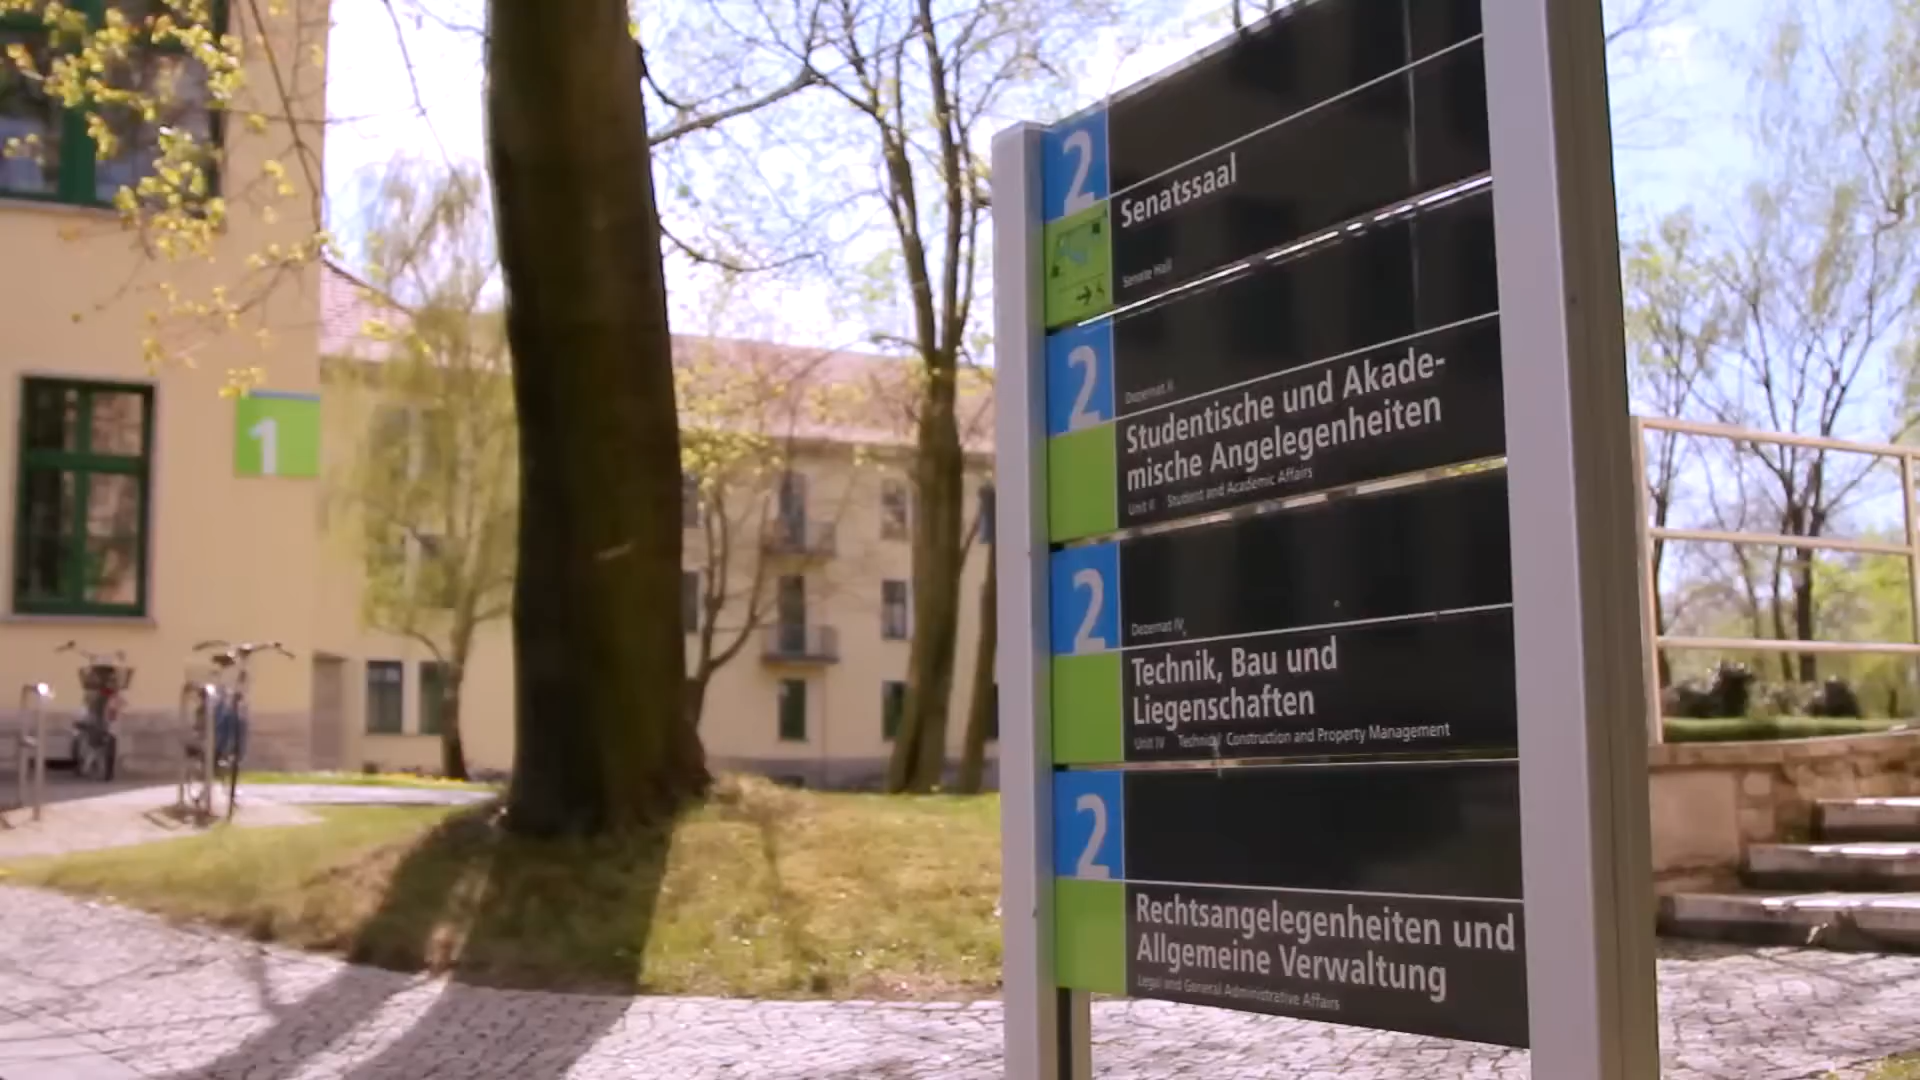 1
2
Senatssaal
Senate Hall
2
Dezernat II
Studentische und Akade-
mische Angelegenheiten
Unit II Student and Academic Affairs
2
Dezernat IV
Technik, Bau und
Liegenschaften
Unit IV Technical Construction and Property Management
2
Rechtsangelegenheiten und
Allgemeine Verwaltung
Legal and General Administrative Affairs